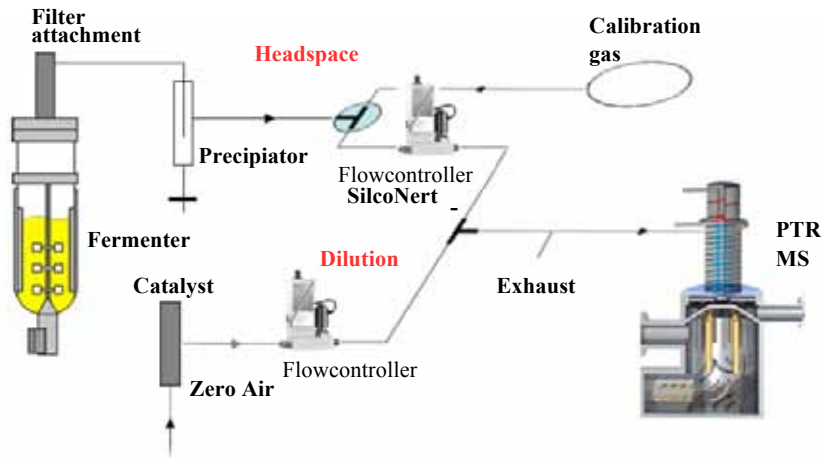 Filter
attachment
Headspace
Calibration
gas
Precipiator
Flowcontroller
SilcoNert
-
Fermenter
Dilution
Catalyst
Exhaust
PTR
MS
Flowcontroller
Zero Air